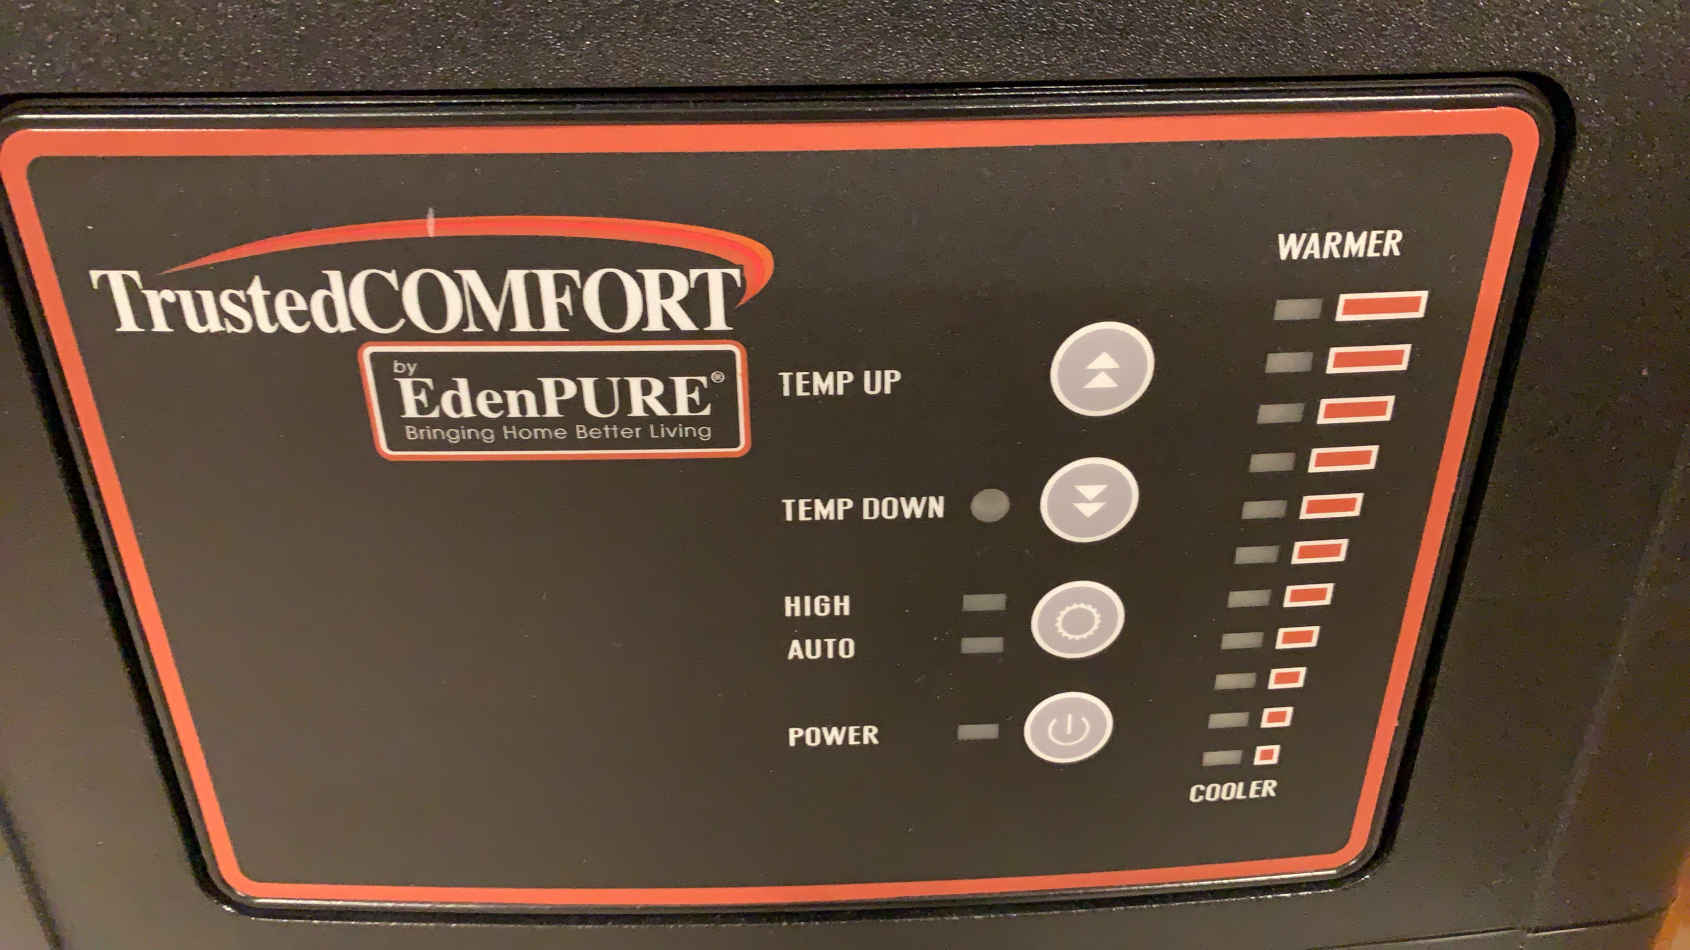 TrustedCOMFORT
by
EdenPURE®
Bringing Home Better Living
TEMP UP
TEMP DOWN
HIGH
AUTO
POWER
WARMER
COOLER